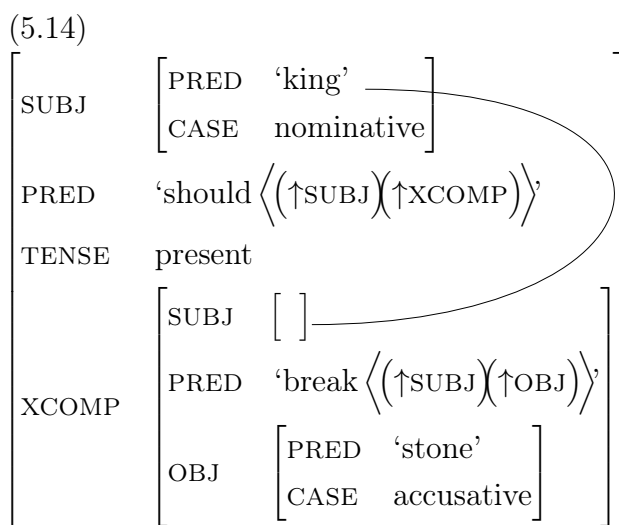 (5.14)
SUBJ [PRED ‘king’
CASE nominative]
PRED ‘should ⟨(↑SUBJ)(↑XCOMP)⟩’
TENSE present
XCOMP [SUBJ [ ]
PRED ‘break ⟨(↑SUBJ)(↑OBJ)⟩’
OBJ [PRED ‘stone’
CASE accusative]